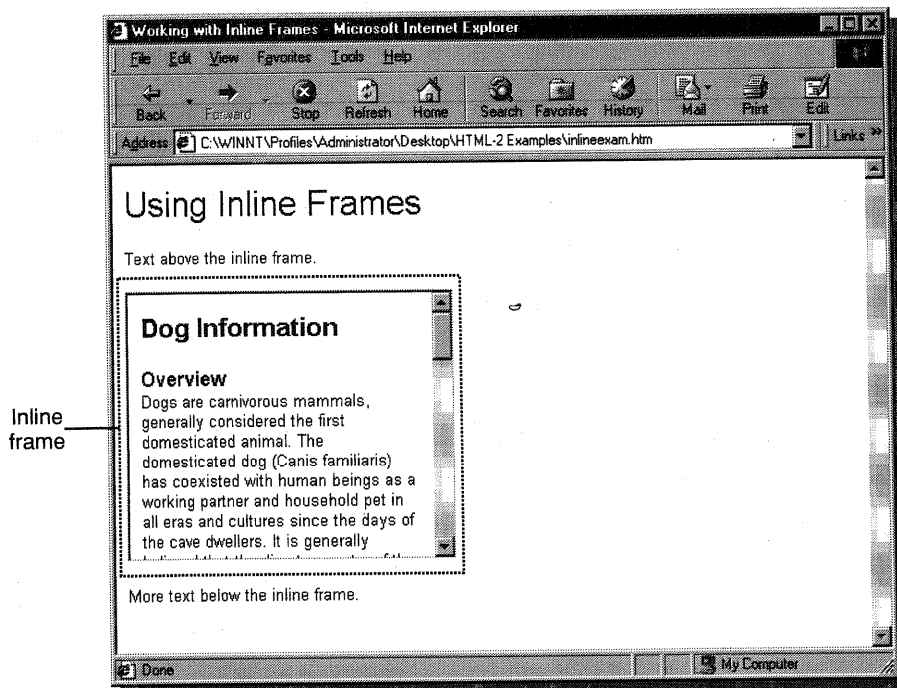 Working with Inline Frames - Microsoft Internet Explorer
File Edit View Favorites Tools Help
Back Forward Stop Refresh Home Search Favorites History Mail Print Edit
Address C:\WINNT\Profiles\Administrator\Desktop\HTML-2 Examples\inlineexam.htm Links »
Using Inline Frames
Text above the inline frame.
Dog Information
Overview
Dogs are carnivorous mammals,
generally considered the first
domesticated animal. The
domesticated dog (Canis familiaris)
has coexisted with human beings as a
working partner and household pet in
all eras and cultures since the days of
the cave dwellers. It is generally
Inline
frame
More text below the inline frame.
Done My Computer